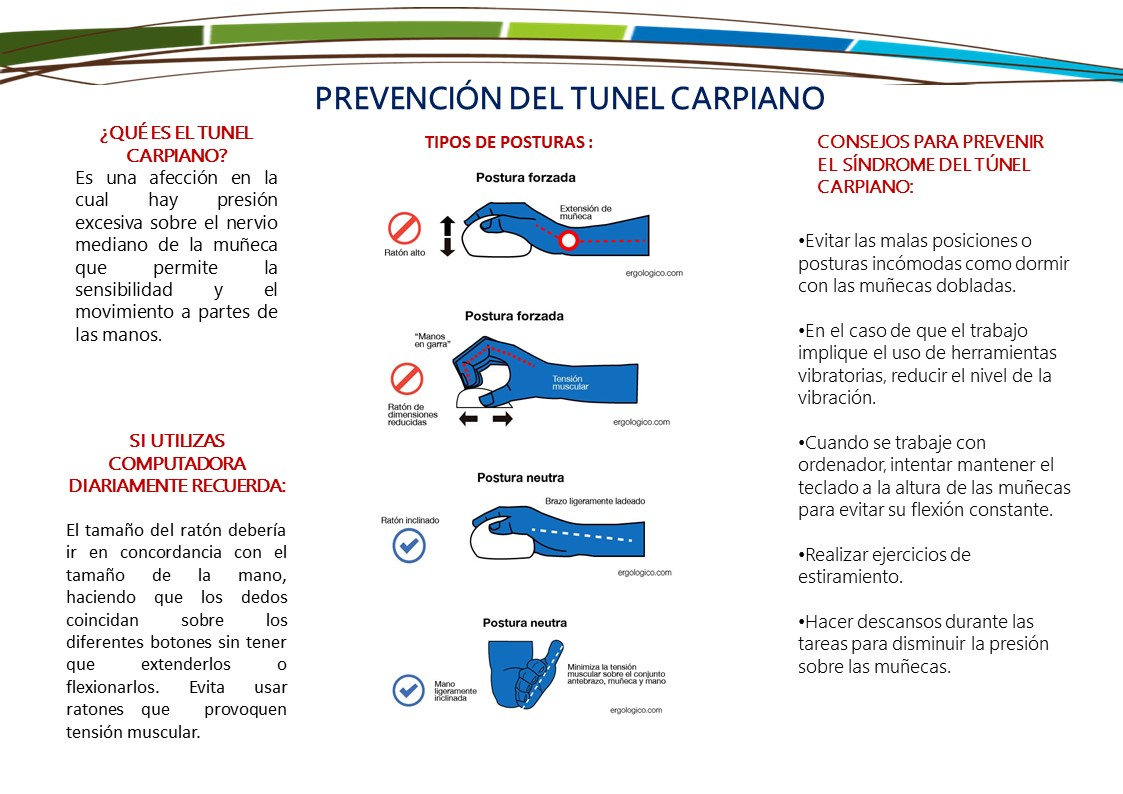 PREVENCIÓN DEL TUNEL CARPIANO
¿QUÉ ES EL TUNEL
CARPIANO?
Es una afección en la
cual hay presión
excesiva sobre el nervio
mediano de la muñeca
que permite la
sensibilidad y el
movimiento a partes de
las manos.
SI UTILIZAS
COMPUTADORA
DIARIAMENTE RECUERDA:
El tamaño del ratón debería
ir en concordancia con el
tamaño de la mano,
haciendo que los dedos
coincidan sobre los
diferentes botones sin tener
que extenderlos o
flexionarlos. Evita usar
ratones que provoquen
tensión muscular.
TIPOS DE POSTURAS :
Postura forzada
Extensión de
muñeca
Ratón alto
ergologico.com
Postura forzada
"Manos
en garra"
Tensión
muscular
Ratón de
dimensiones
reducidas
ergologico.com
Postura neutra
Brazo ligeramente ladeado
Ratón inclinado
ergologico.com
Postura neutra
Mano
ligeramente
inclinada
Minimiza la tensión
muscular sobre el conjunto
antebrazo, muñeca y mano
ergologico.com
CONSEJOS PARA PREVENIR
EL SÍNDROME DEL TÚNEL
CARPIANO:
•Evitar las malas posiciones o
posturas incómodas como dormir
con las muñecas dobladas.
•En el caso de que el trabajo
implique el uso de herramientas
vibratorias, reducir el nivel de la
vibración.
•Cuando se trabaje con
ordenador, intentar mantener el
teclado a la altura de las muñecas
para evitar su flexión constante.
•Realizar ejercicios de
estiramiento.
•Hacer descansos durante las
tareas para disminuir la presión
sobre las muñecas.